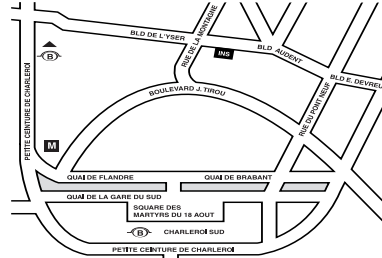 BLD DE L'YSER
RUE DE LA MONTAGNE
INS
BLD AUDENT
BLD E. DEVREU
B
PETITE CEINTURE DE CHARLEROI
BOULEVARD J. TIROU
RUE DU PONT NEUF
M
QUAI DE FLANDRE
QUAI DE BRABANT
QUAI DE LA GARE DU SUD
SQUARE DES
MARTYRS DU 18 AOUT
B
CHARLEROI SUD
PETITE CEINTURE DE CHARLEROI